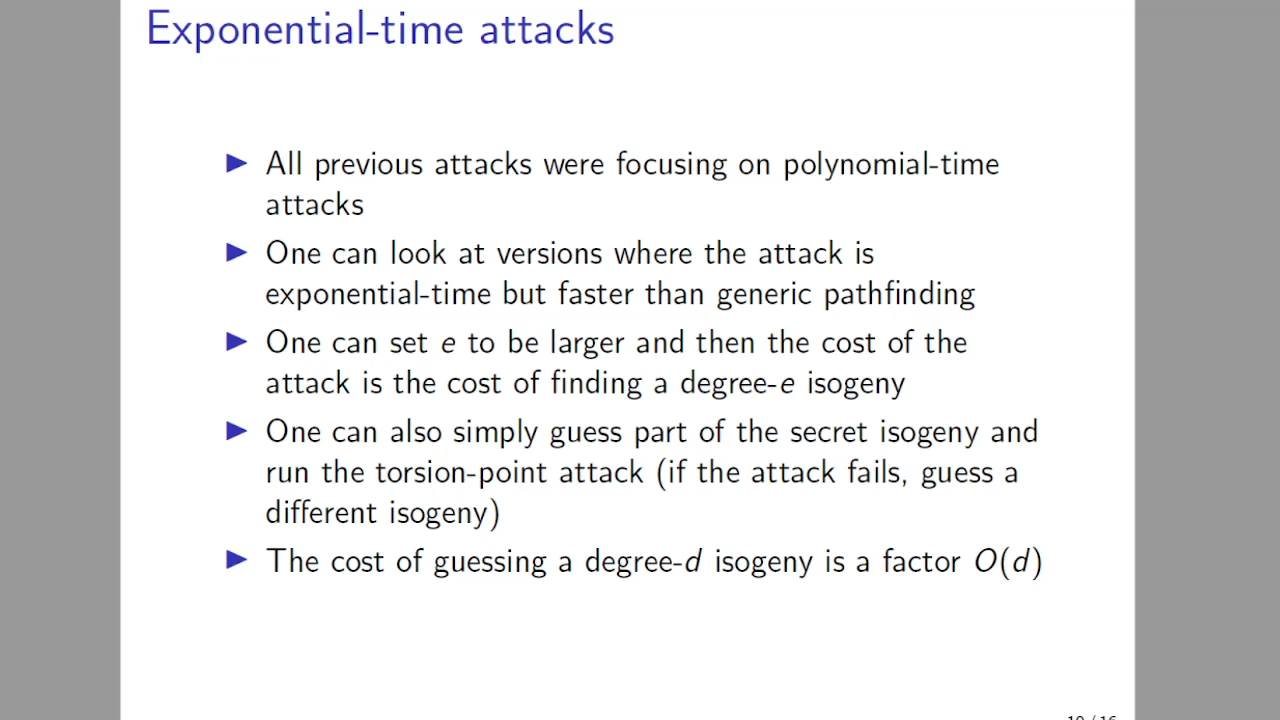 Exponential-time attacks
All previous attacks were focusing on polynomial-time
attacks
One can look at versions where the attack is
exponential-time but faster than generic pathfinding
One can set e to be larger and then the cost of the
attack is the cost of finding a degree-e isogeny
One can also simply guess part of the secret isogeny and
run the torsion-point attack (if the attack fails, guess a
different isogeny)
The cost of guessing a degree-d isogeny is a factor O(d)